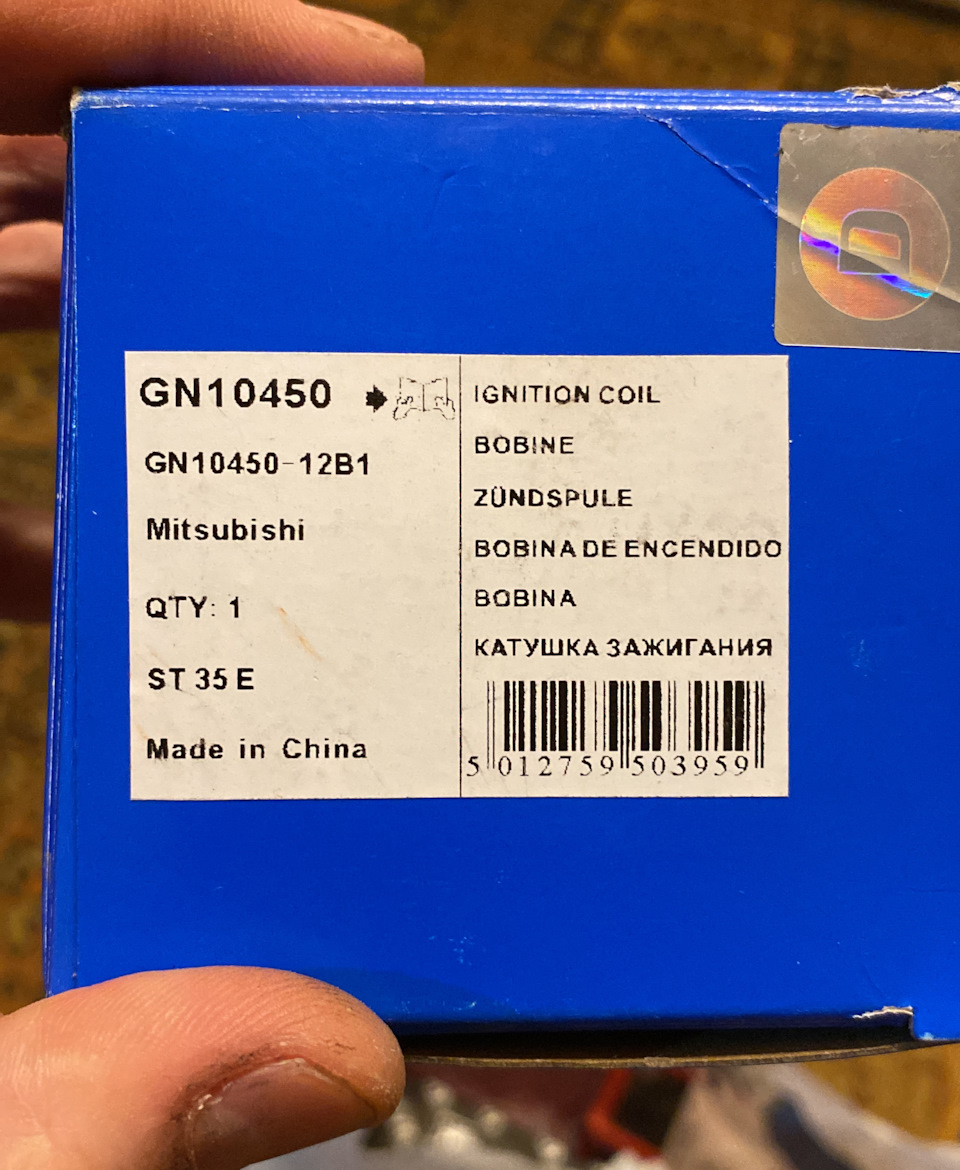 GN10450
GN10450-12B1
Mitsubishi
QTY: 1
ST 35 E
Made in China
IGNITION COIL
BOBINE
ZÜNDSPULE
BOBINA DE ENCENDIDO
BOBINA
КАТУШКА ЗАЖИГАНИЯ
5 012759 503959
D